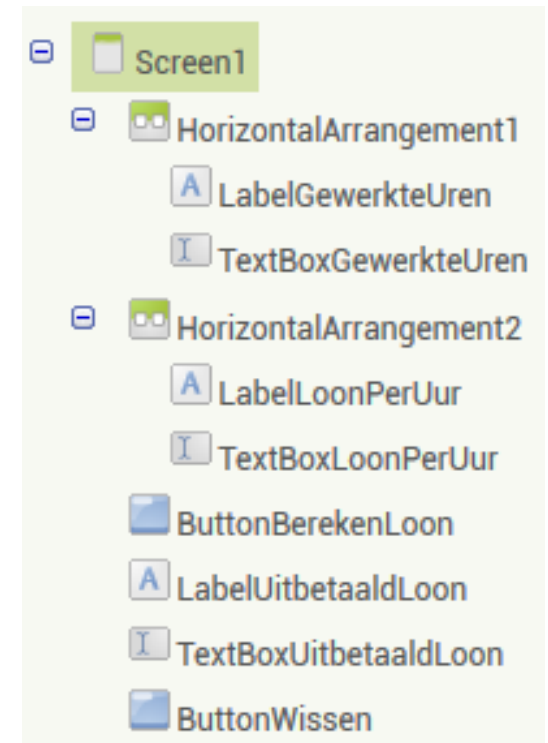 Screen1
HorizontalArrangement1
A LabelGewerkteUren
TextBoxGewerkteUren
HorizontalArrangement2
A LabelLoonPerUur
TextBoxLoonPerUur
ButtonBerekenLoon
A LabelUitbetaaldLoon
TextBoxUitbetaaldLoon
ButtonWissen